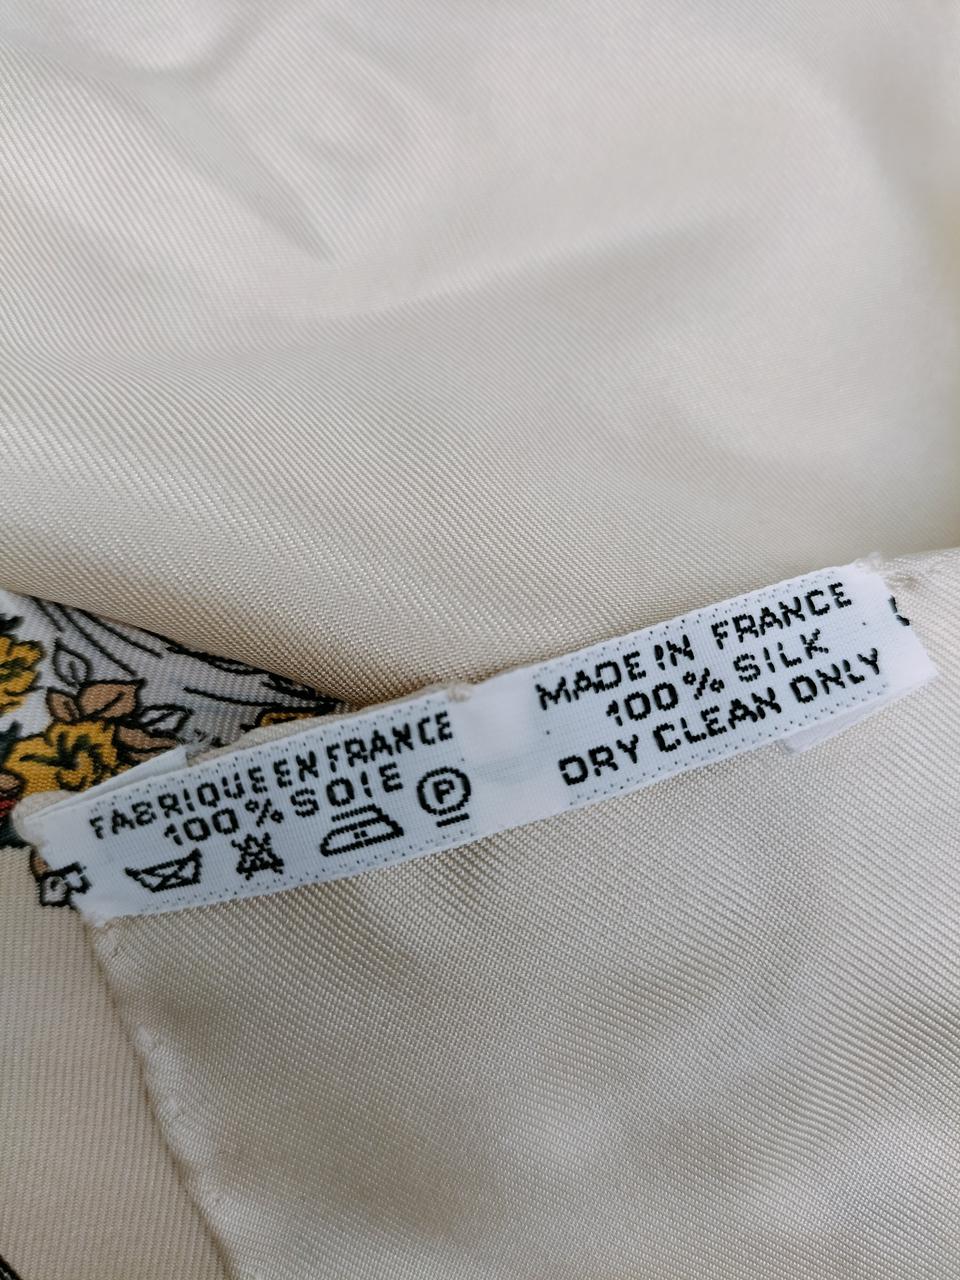 FABRIQUE EN FRANCE
100% SOIE
P
MADE IN FRANCE
100% SILK
DRY CLEAN ONLY